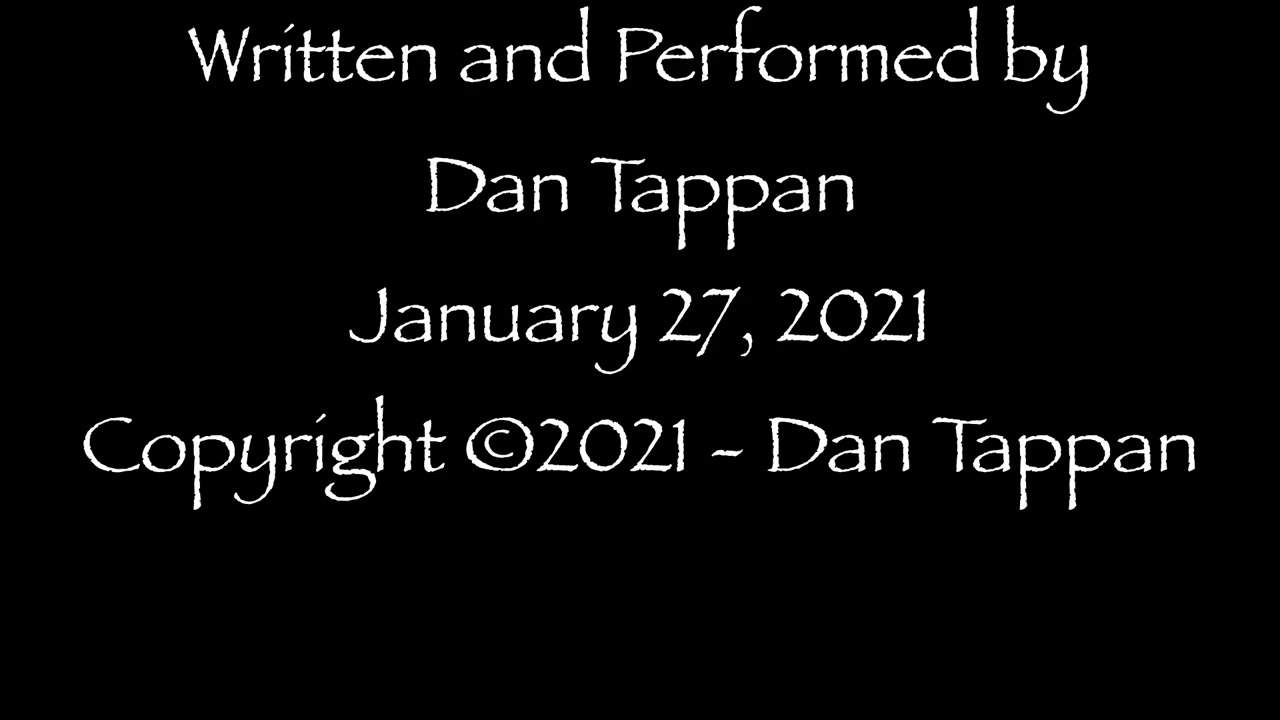 Written and Performed by
Dan Tappan
January 27, 2021
Copyright ©2021 - Dan Tappan